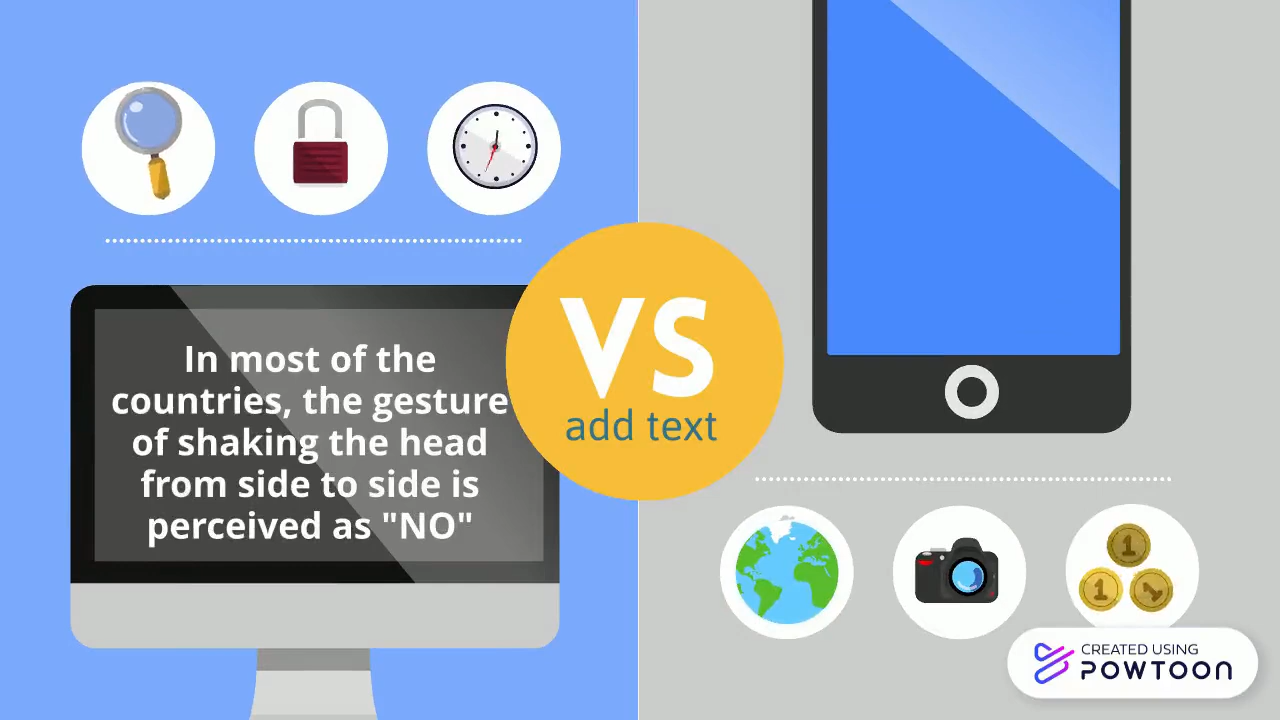 In most of the
countries, the gesture
of shaking the head
from side to side is
perceived as "NO"
VS
add text
1
1
1
CREATED USING
POWTOON